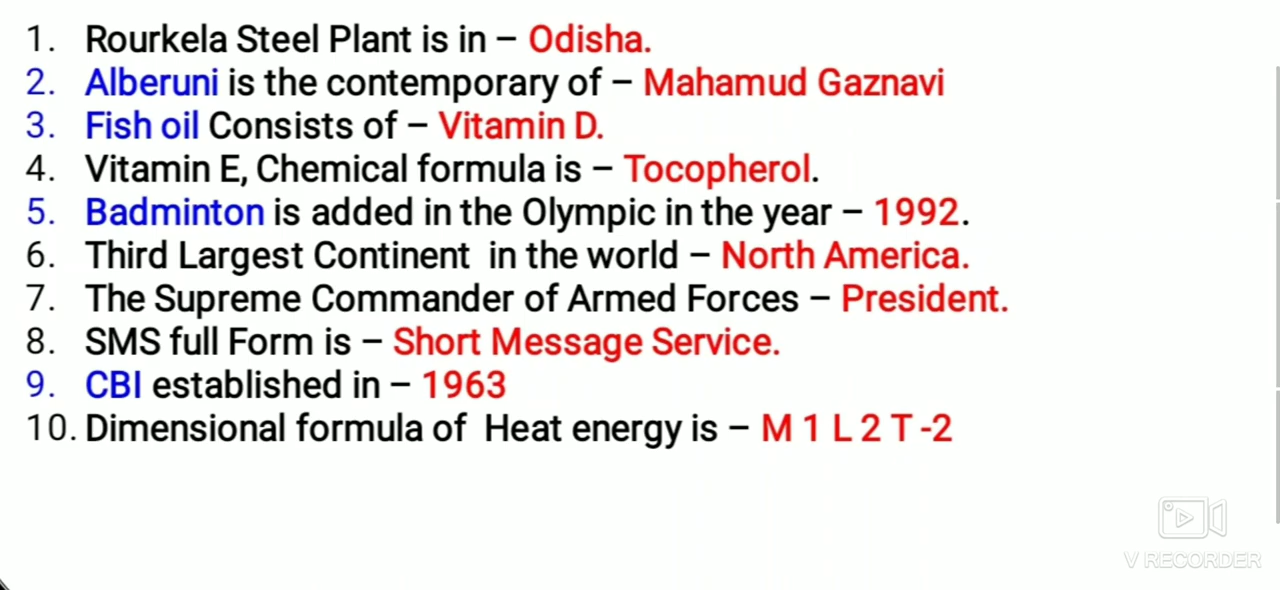 1. Rourkela Steel Plant is in – Odisha.
2. Alberuni is the contemporary of – Mahamud Gaznavi
3. Fish oil Consists of – Vitamin D.
4. Vitamin E, Chemical formula is – Tocopherol.
5. Badminton is added in the Olympic in the year – 1992.
6. Third Largest Continent in the world – North America.
7. The Supreme Commander of Armed Forces – President.
8. SMS full Form is – Short Message Service.
9. CBI established in – 1963
10. Dimensional formula of Heat energy is – M 1 L 2 T -2
V RECORDER